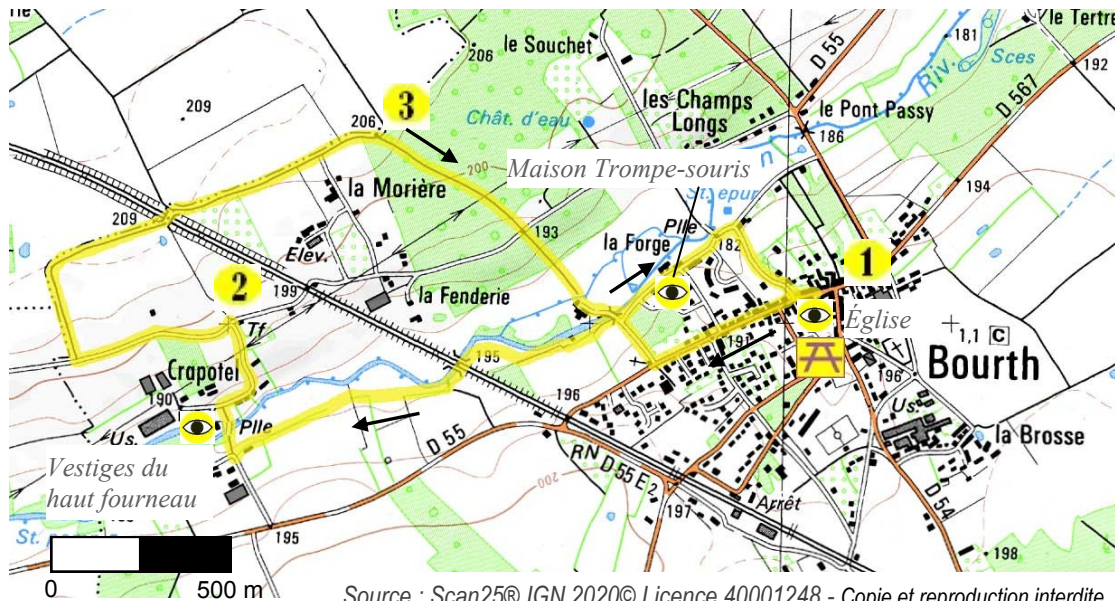 le Tertre
206
181
192
le Souchet
D 55
Riv.
Sces
D 567
209
206
3
Chât. d'eau
les Champs
Longs
le Pont Passy
186
200
Maison Trompe-souris
la Morière
194
209
193
la Forge
Plle
182
St. épur
Elev.
1
2
199
la Fenderie
Eglise
1,1 C
Tf
195
191
Bourth
Crapotel
190
196
196
Us.
Plle
Us.
la Brosse
D 55
RN D 55 E2
Vestiges du
haut fourneau
200
Arrêt
197
D 54
195
198
0 500 m
Source : Scan25® IGN 2020© Licence 40001248 - Copie et reproduction interdite